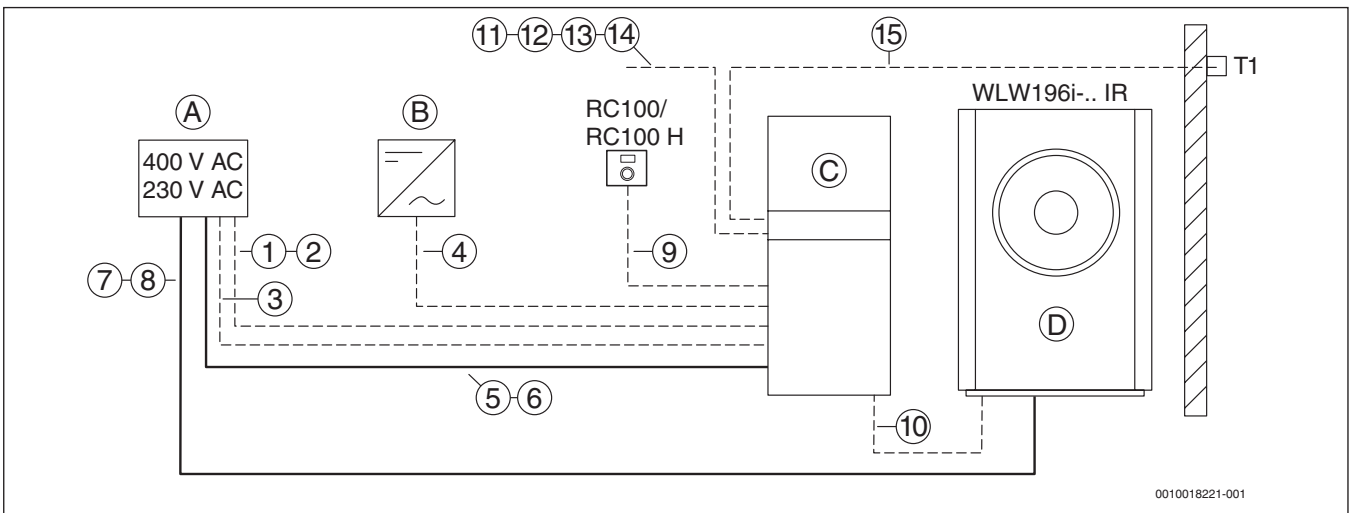 11 12 13 14
15
T1
WLW196i-.. IR
A
B
RC100/
RC100 H
400 V AC
230 V AC
C
1 2
4
9
7 8
3
D
5 6
10
0010018221-001